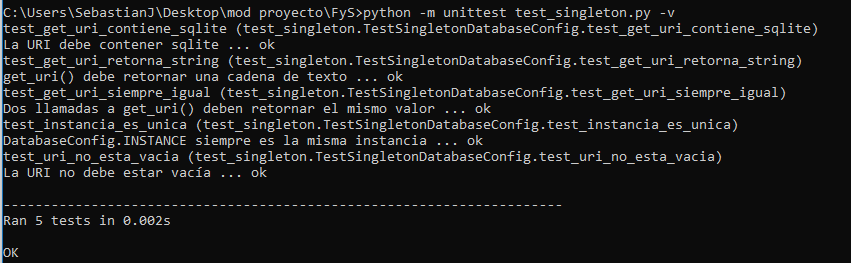 C:\Users\SebastianJ\Desktop\mod proyecto\FyS>python -m unittest test_singleton.py -v
test_get_uri_contiene_sqlite (test_singleton.TestSingletonDatabaseConfig.test_get_uri_contiene_sqlite)
La URI debe contener sqlite ... ok
test_get_uri_retorna_string (test_singleton.TestSingletonDatabaseConfig.test_get_uri_retorna_string)
get_uri() debe retornar una cadena de texto ... ok
test_get_uri_siempre_igual (test_singleton.TestSingletonDatabaseConfig.test_get_uri_siempre_igual)
Dos llamadas a get_uri() deben retornar el mismo valor ... ok
test_instancia_es_unica (test_singleton.TestSingletonDatabaseConfig.test_instancia_es_unica)
DatabaseConfig.INSTANCE siempre es la misma instancia ... ok
test_uri_no_esta_vacia (test_singleton.TestSingletonDatabaseConfig.test_uri_no_esta_vacia)
La URI no debe estar vacía ... ok
----------------------------------------------------------------------
Ran 5 tests in 0.002s
OK